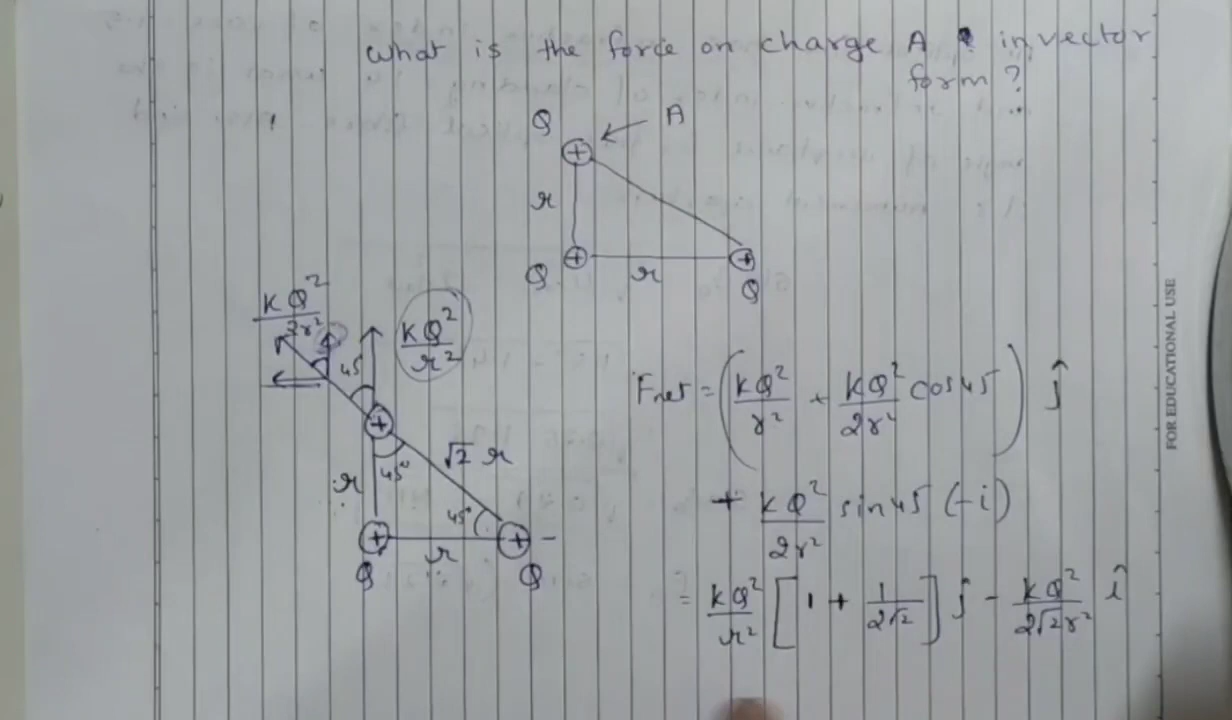 What is the force on charge A in vector
form?
Q
A
r
Q
r
Q
KQ²/2r²
KQ²/r²
45
r
45°
√2 r
45°
r
Q
Q
Fnet = (KQ²/r² + KQ²/2r² cos45) ĵ
+ KQ²/2r² sin45 (-i)
= KQ²/r² [1 + 1/2√2] ĵ - KQ²/2√2r² î
FOR EDUCATIONAL USE